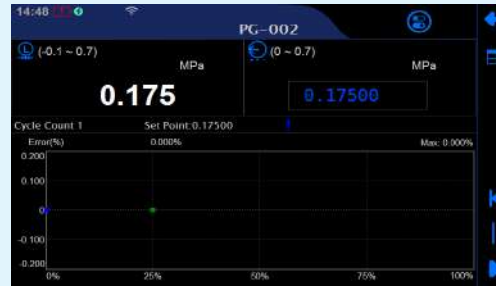 14:48
PG-002
(-0.1 ~ 0.7)
MPa
0.175
(0 ~ 0.7)
MPa
0.17500
Cycle Count 1 Set Point:0.17500
Error(%) 0.000% Max: 0.000%
0.200
0.100
0
-0.100
-0.200
0% 25% 50% 75% 100%